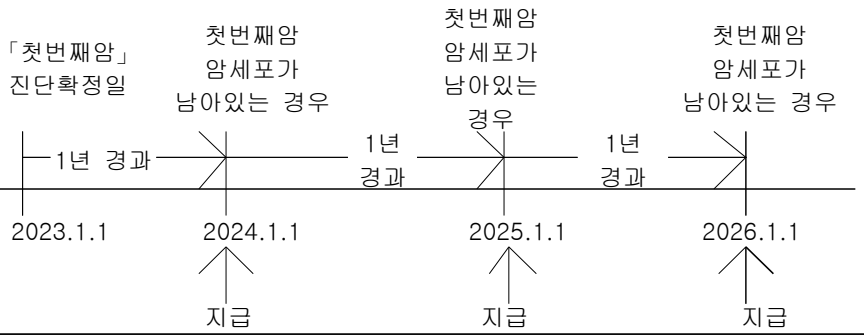 「첫번째암」
진단확정일
첫번째암
암세포가
남아있는 경우
첫번째암
암세포가
남아있는
경우
첫번째암
암세포가
남아있는 경우
1년 경과
1년
경과
1년
경과
2023.1.1
2024.1.1
2025.1.1
2026.1.1
지급
지급
지급